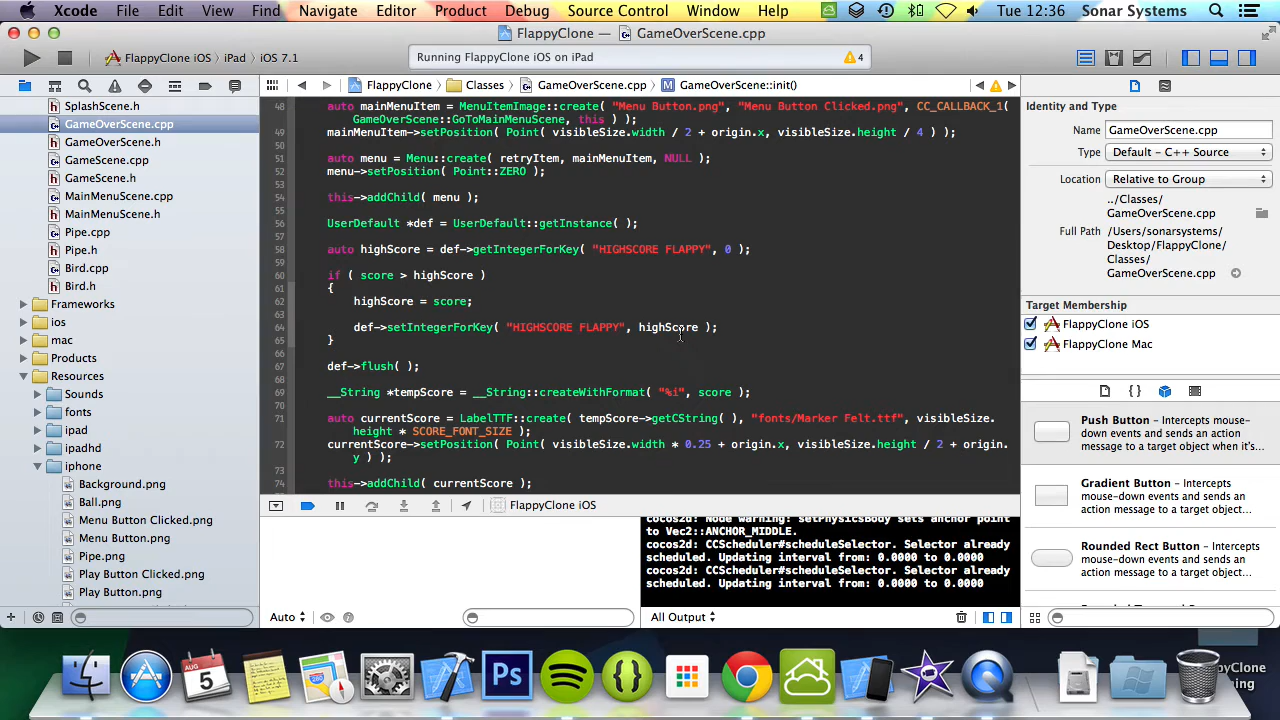 Xcode File Edit View Find Navigate Editor Product Debug Source Control Window Help Tue 12:36 Sonar Systems
FlappyClone — GameOverScene.cpp
FlappyClone iOS iPad iOS 7.1
Running FlappyClone iOS on iPad
4
FlappyClone Classes GameOverScene.cpp GameOverScene::init()
SplashScene.h
GameOverScene.cpp
GameOverScene.h
GameScene.cpp
GameScene.h
MainMenuScene.cpp
MainMenuScene.h
Pipe.cpp
Pipe.h
Bird.cpp
Bird.h
Frameworks
ios
mac
Products
Resources
Sounds
fonts
ipad
ipadhd
iphone
Background.png
Ball.png
Menu Button Clicked.png
Menu Button.png
Pipe.png
Play Button Clicked.png
Play Button.png
48 auto mainMenuItem = MenuItemImage::create( "Menu Button.png", "Menu Button Clicked.png", CC_CALLBACK_1(
GameOverScene::GoToMainMenuScene, this ) );
49 mainMenuItem->setPosition( Point( visibleSize.width / 2 + origin.x, visibleSize.height / 4 ) );
50
51 auto menu = Menu::create( retryItem, mainMenuItem, NULL );
52 menu->setPosition( Point::ZERO );
53
54 this->addChild( menu );
55
56 UserDefault *def = UserDefault::getInstance( );
57
58 auto highScore = def->getIntegerForKey( "HIGHSCORE FLAPPY", 0 );
59
60 if ( score > highScore )
61 {
62 highScore = score;
63
64 def->setIntegerForKey( "HIGHSCORE FLAPPY", highScore );
65 }
66
67 def->flush( );
68
69 __String *tempScore = __String::createWithFormat( "%i", score );
70
71 auto currentScore = LabelTTF::create( tempScore->getCString( ), "fonts/Marker Felt.ttf", visibleSize.
height * SCORE_FONT_SIZE );
72 currentScore->setPosition( Point( visibleSize.width * 0.25 + origin.x, visibleSize.height / 2 + origin.
y ) );
73
74 this->addChild( currentScore );
FlappyClone iOS
cocos2d: Node warning: setPhysicsBody sets anchor point
to Vec2::ANCHOR_MIDDLE.
cocos2d: CCScheduler#scheduleSelector. Selector already
scheduled. Updating interval from: 0.0000 to 0.0000
cocos2d: CCScheduler#scheduleSelector. Selector already
scheduled. Updating interval from: 0.0000 to 0.0000
Auto
All Output
Identity and Type
Name GameOverScene.cpp
Type Default - C++ Source
Location Relative to Group
../Classes/
GameOverScene.cpp
Full Path /Users/sonarsystems/
Desktop/FlappyClone/
Classes/
GameOverScene.cpp
Target Membership
FlappyClone iOS
FlappyClone Mac
Push Button – Intercepts mouse-
down events and sends an action
message to a target object when it's...
Gradient Button – Intercepts
mouse-down events and sends an
action message to a target object...
Rounded Rect Button – Intercepts
mouse-down events and sends an
action message to a target object...